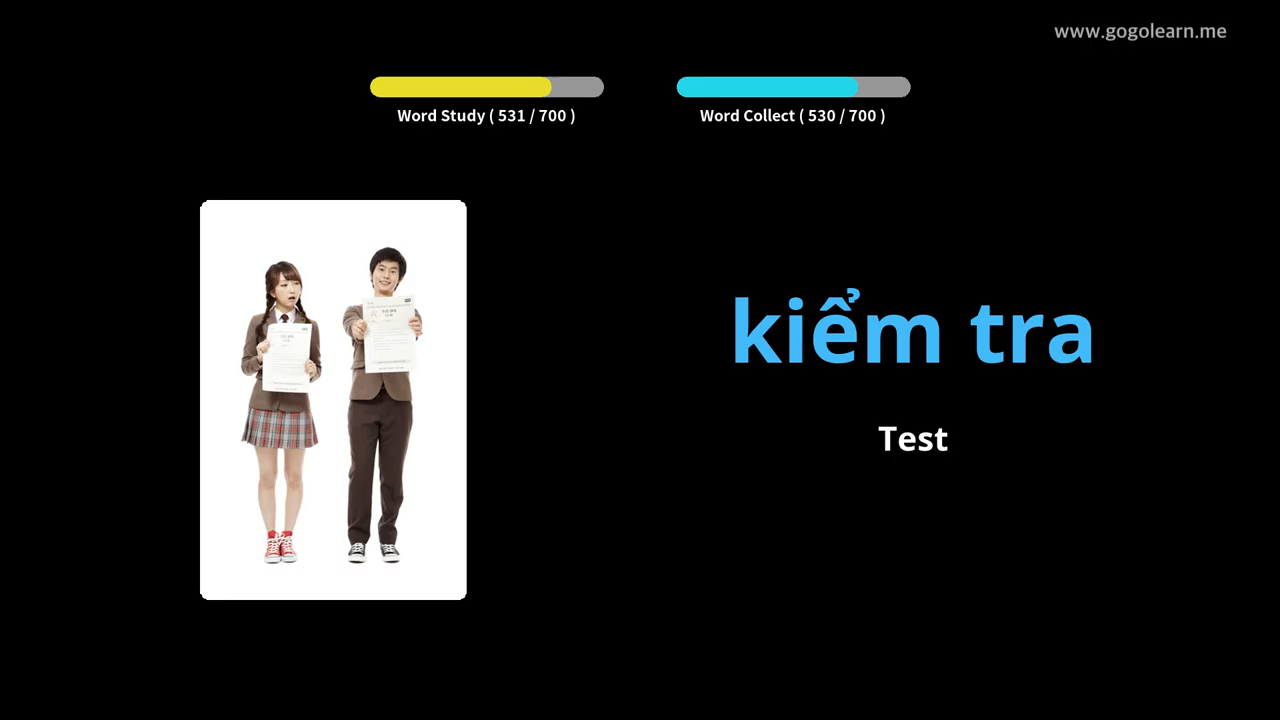 www.gogolearn.me
Word Study ( 531 / 700 )
Word Collect ( 530 / 700 )
kiểm tra
Test